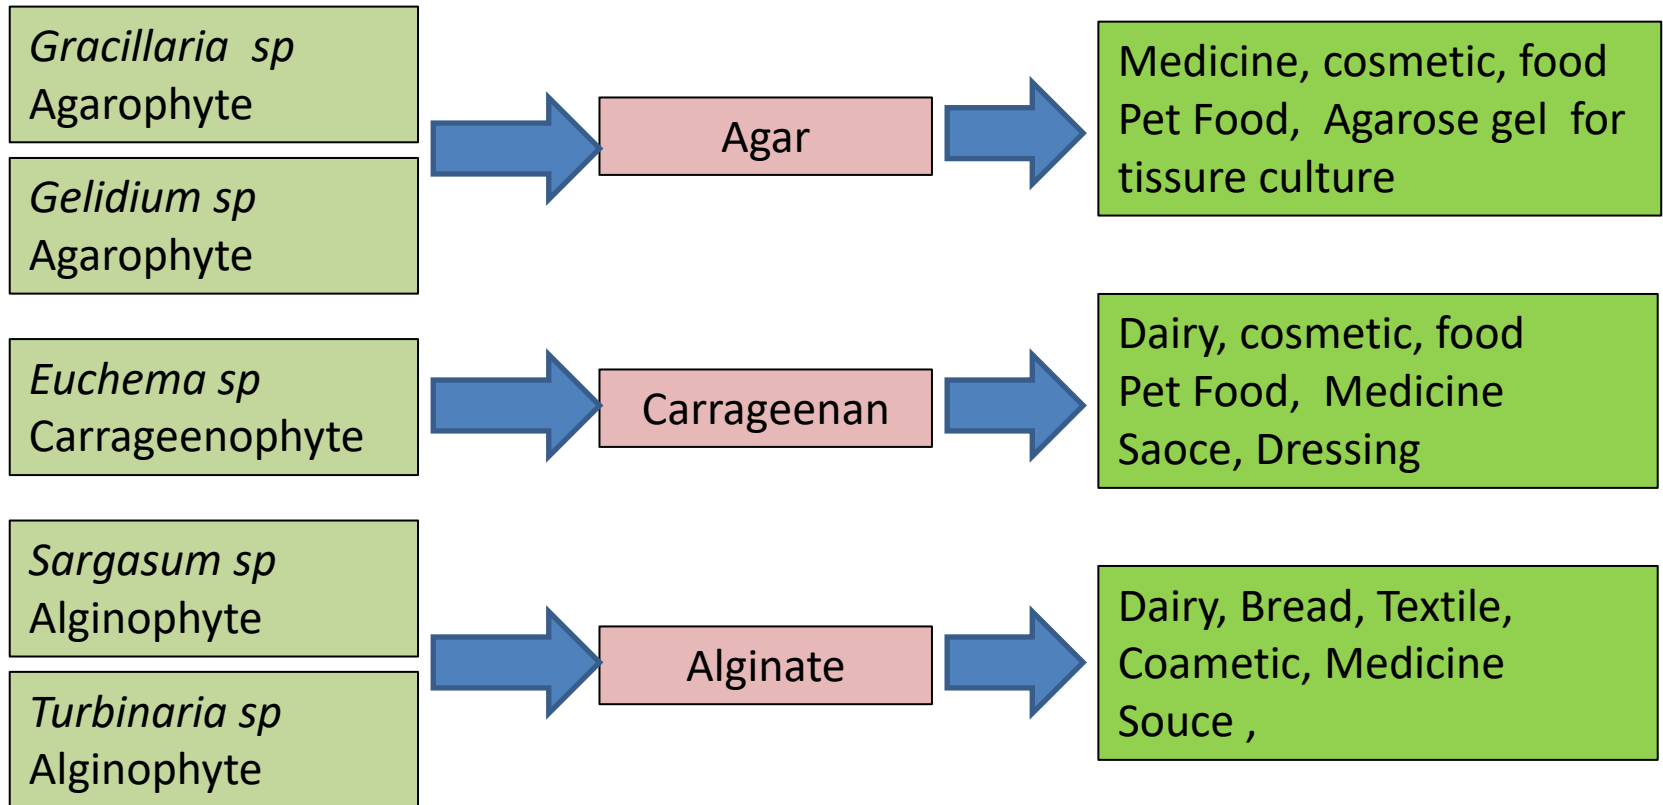 Gracillaria sp
Agarophyte
Gelidium sp
Agarophyte
Agar
Medicine, cosmetic, food
Pet Food, Agarose gel for
tissure culture
Euchema sp
Carrageenophyte
Carrageenan
Dairy, cosmetic, food
Pet Food, Medicine
Saoce, Dressing
Sargasum sp
Alginophyte
Turbinaria sp
Alginophyte
Alginate
Dairy, Bread, Textile,
Coametic, Medicine
Souce ,